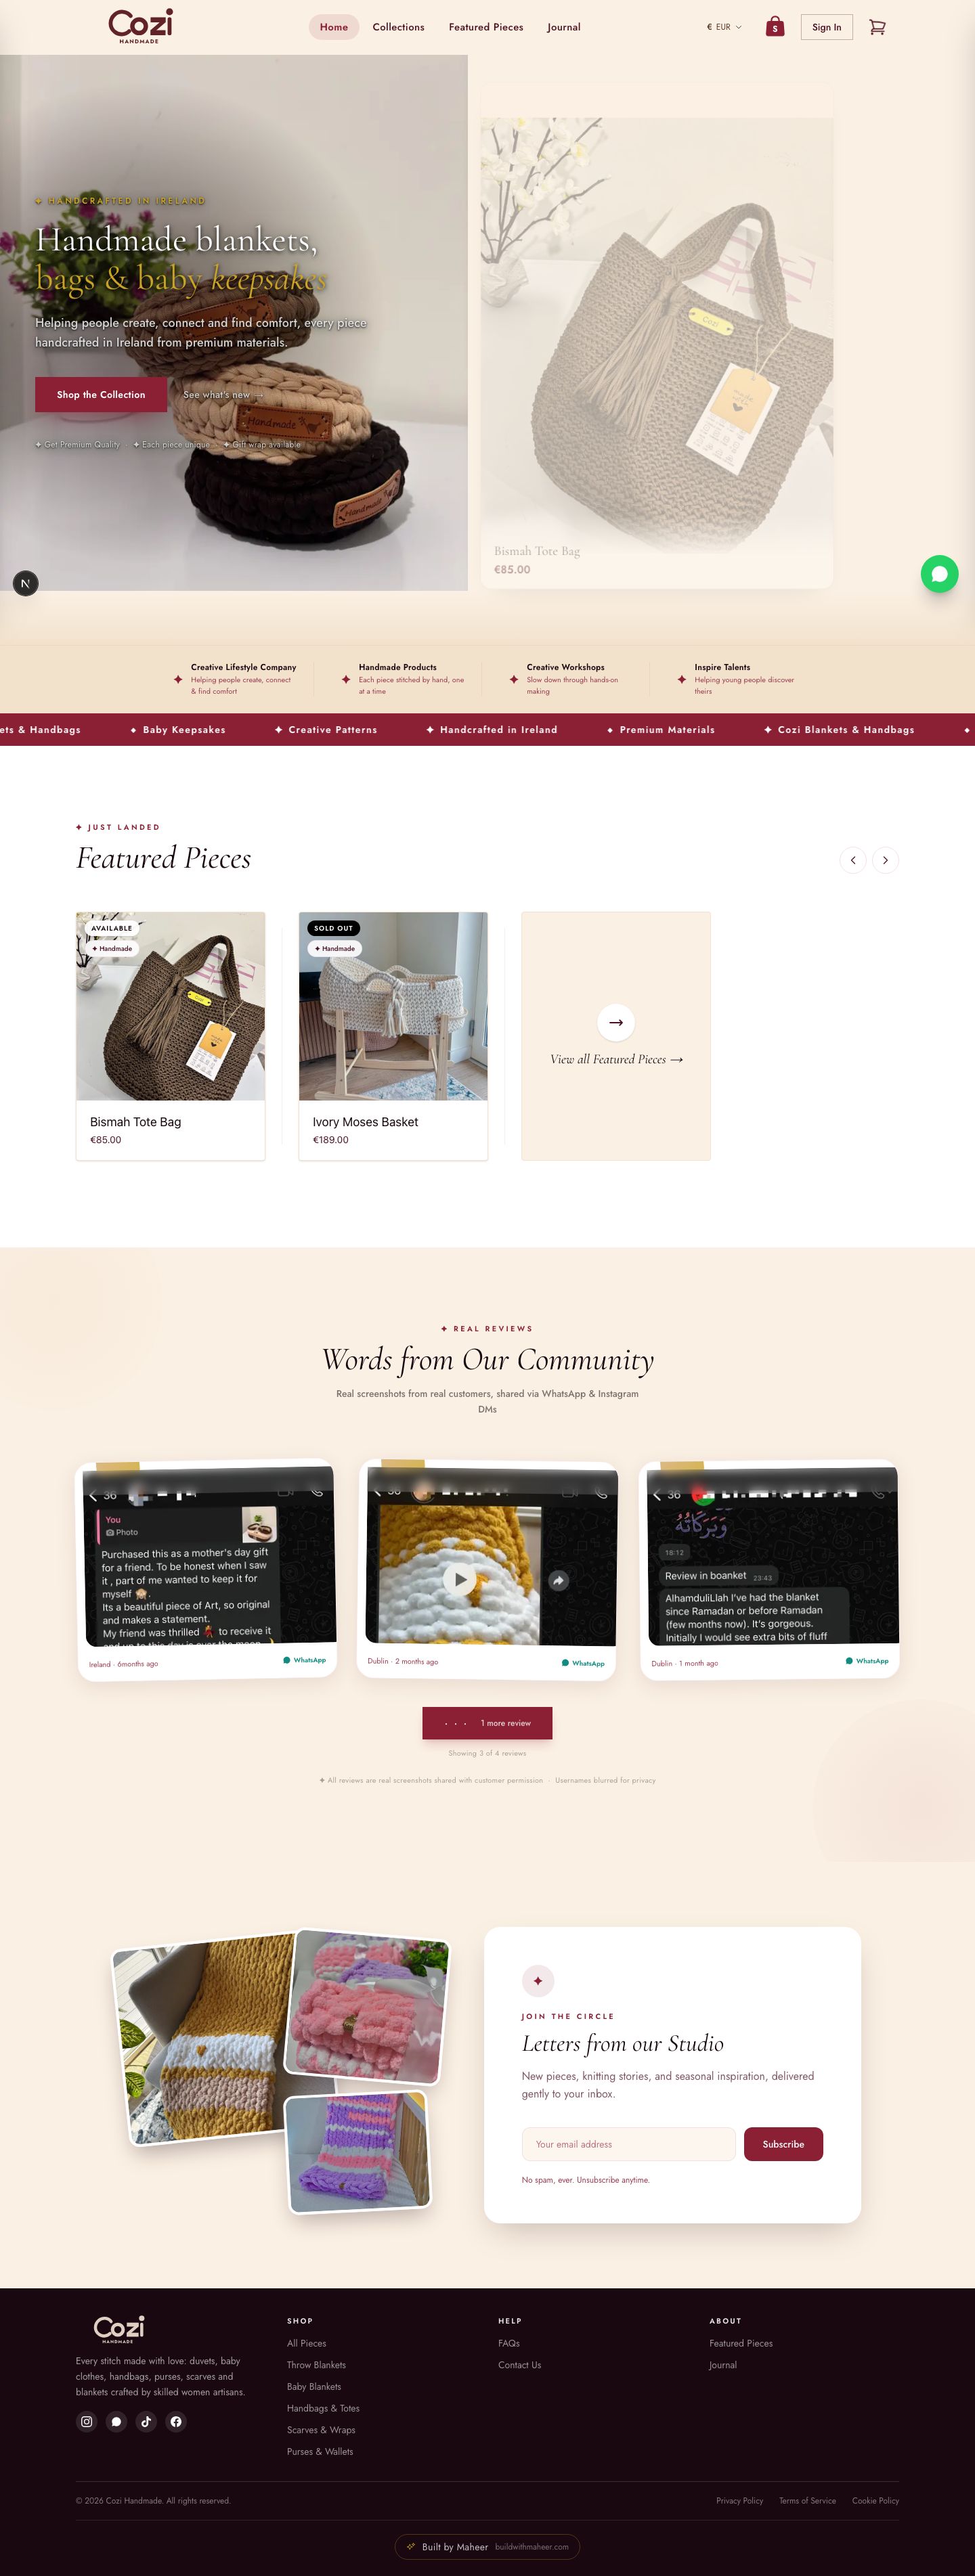 Cozi
HANDMADE
Home
Collections
Featured Pieces
Journal
€ EUR
S
Sign In
✦ HANDCRAFTED IN IRELAND
Handmade blankets,
bags & baby keepsakes
Helping people create, connect and find comfort, every piece
handcrafted in Ireland from premium materials.
Shop the Collection
See what's new →
✦ Get Premium Quality
✦ Each piece unique
✦ Gift wrap available
Handmade
Cozi
Bismah Tote Bag
€85.00
N
✦ Creative Lifestyle Company
Helping people create, connect
& find comfort
✦ Handmade Products
Each piece stitched by hand, one
at a time
✦ Creative Workshops
Slow down through hands-on
making
✦ Inspire Talents
Helping young people discover
theirs
ets & Handbags
◆ Baby Keepsakes
✦ Creative Patterns
✦ Handcrafted in Ireland
◆ Premium Materials
✦ Cozi Blankets & Handbags
◆
✦ JUST LANDED
Featured Pieces
AVAILABLE
✦ Handmade
Bismah Tote Bag
€85.00
SOLD OUT
✦ Handmade
Ivory Moses Basket
€189.00
→
View all Featured Pieces →
✦ REAL REVIEWS
Words from Our Community
Real screenshots from real customers, shared via WhatsApp & Instagram
DMs
36
You
Photo
Purchased this as a mother's day gift
for a friend. To be honest when I saw
it , part of me wanted to keep it for
myself 🙈.
Its a beautiful piece of Art, so original
and makes a statement.
My friend was thrilled 💃 to receive it
and up to this day is over the moon
Ireland · 6months ago
WhatsApp
Dublin · 2 months ago
WhatsApp
36
وَبَرَكَاتُهُ
18:12
Review in boanket 23:43
AlhamduliLlah I've had the blanket
since Ramadan or before Ramadan
(few months now). It's gorgeous.
Initially I would see extra bits of fluff
Dublin · 1 month ago
WhatsApp
· · · 1 more review
Showing 3 of 4 reviews
✦ All reviews are real screenshots shared with customer permission · Usernames blurred for privacy
✦
JOIN THE CIRCLE
Letters from our Studio
New pieces, knitting stories, and seasonal inspiration, delivered
gently to your inbox.
Your email address
Subscribe
No spam, ever. Unsubscribe anytime.
Cozi
HANDMADE
Every stitch made with love: duvets, baby
clothes, handbags, purses, scarves and
blankets crafted by skilled women artisans.
SHOP
All Pieces
Throw Blankets
Baby Blankets
Handbags & Totes
Scarves & Wraps
Purses & Wallets
HELP
FAQs
Contact Us
ABOUT
Featured Pieces
Journal
© 2026 Cozi Handmade. All rights reserved.
Privacy Policy
Terms of Service
Cookie Policy
Built by Maheer buildwithmaheer.com